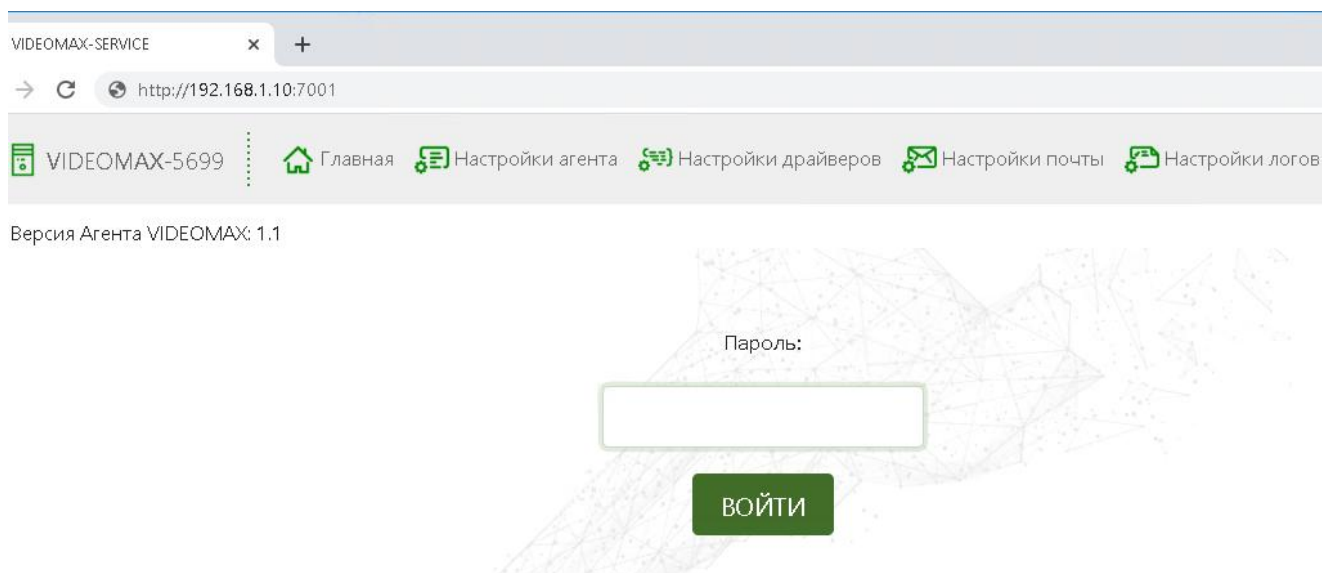 VIDEOMAX-SERVICE
http://192.168.1.10:7001
VIDEOMAX-5699 Главная Настройки агента Настройки драйверов Настройки почты Настройки логов
Версия Агента VIDEOMAX: 1.1
Пароль:
ВОЙТИ